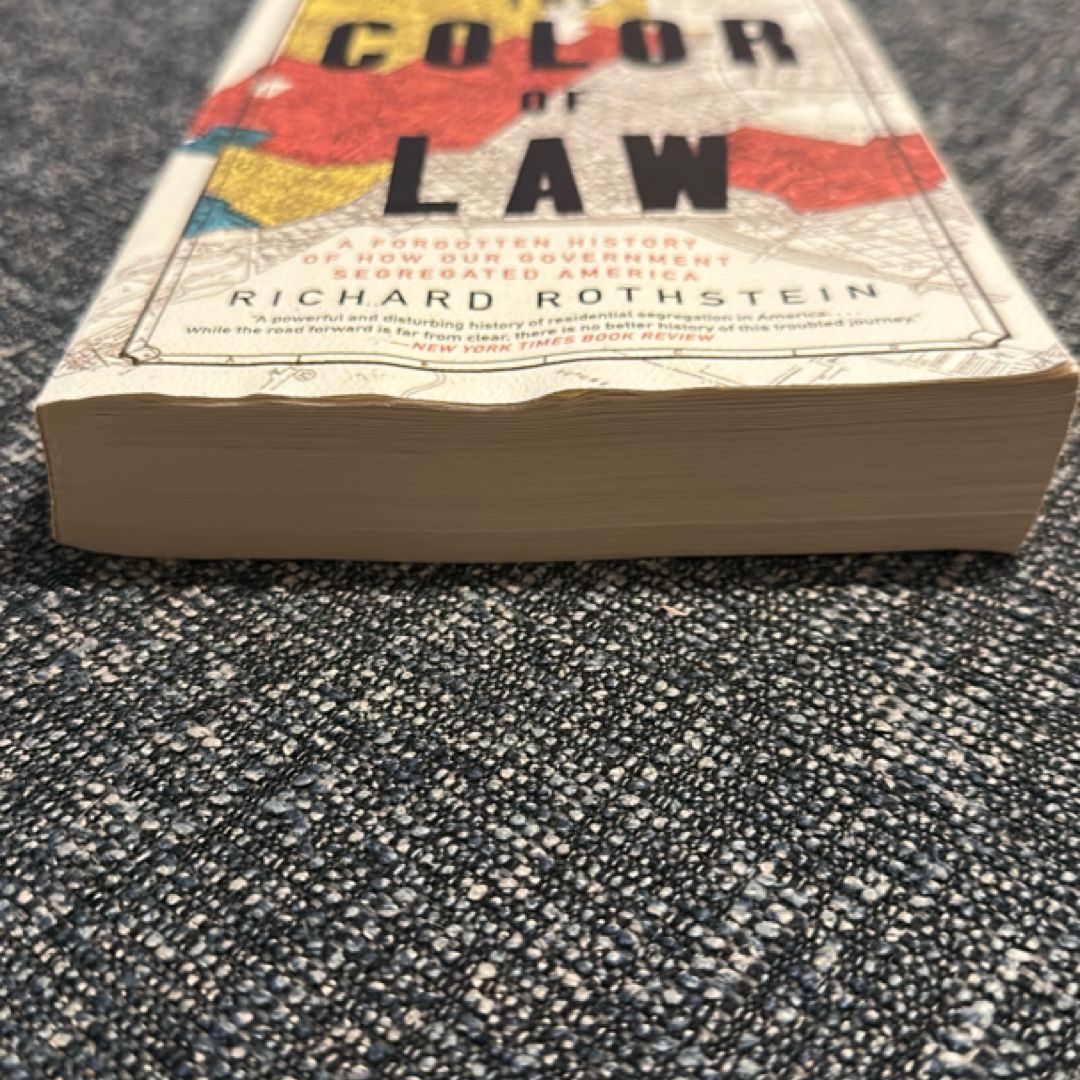 COLOR
OF
LAW
A FORGOTTEN HISTORY
OF HOW OUR GOVERNMENT
SEGREGATED AMERICA
RICHARD ROTHSTEIN
"A powerful and disturbing history of residential segregation in America. . . .
While the road forward is far from clear, there is no better history of this troubled journey."
—NEW YORK TIMES BOOK REVIEW